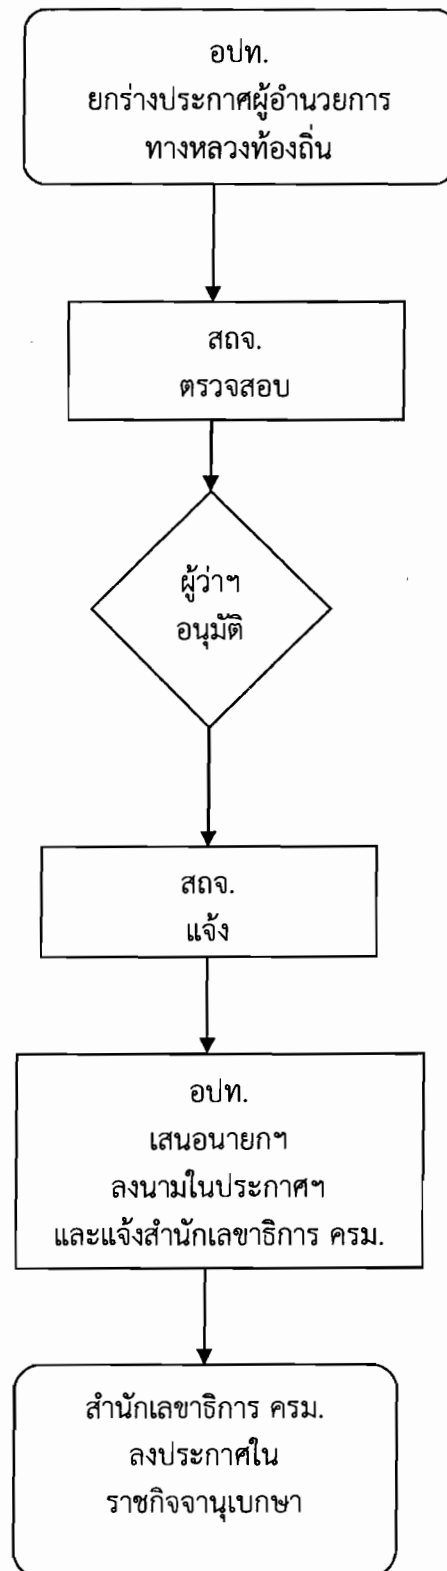 อปท.
ยกร่างประกาศผู้อำนวยการ
ทางหลวงท้องถิ่น
สถจ.
ตรวจสอบ
ผู้ว่าฯ
อนุมัติ
สถจ.
แจ้ง
อปท.
เสนอนายกฯ
ลงนามในประกาศฯ
และแจ้งสำนักเลขาธิการ ครม.
สำนักเลขาธิการ ครม.
ลงประกาศใน
ราชกิจจานุเบกษา